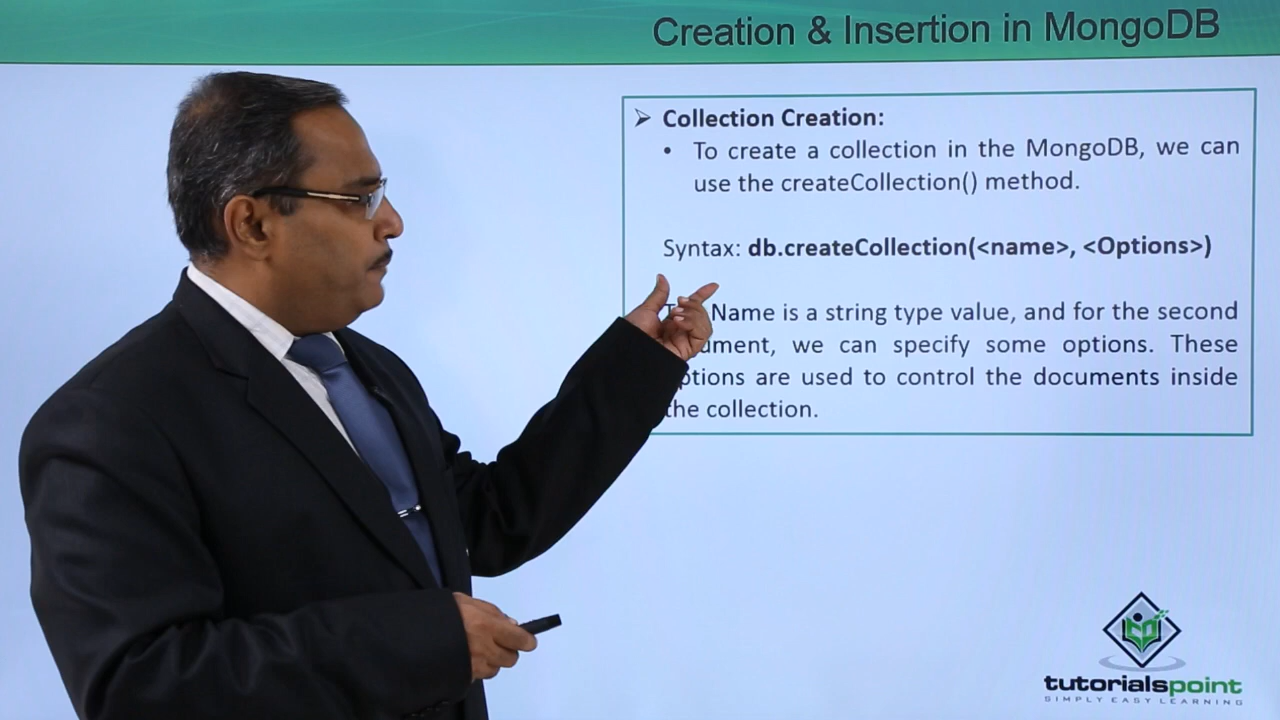 Creation & Insertion in MongoDB
➢ Collection Creation:
• To create a collection in the MongoDB, we can
use the createCollection() method.
Syntax: db.createCollection(<name>, <Options>)
Name is a string type value, and for the second
we can specify some options. These
are used to control the documents inside
the collection.
tutorialspoint
SIMPLY EASY LEARNING